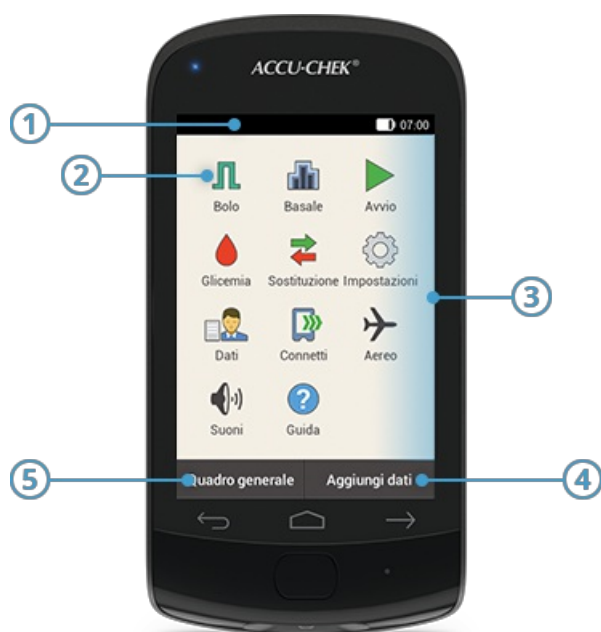 ACCU-CHEK®
1
07:00
2
Bolo Basale Avvio
Glicemia Sostituzione Impostazioni
3
Dati Connetti Aereo
Suoni ? Guida
5 Quadro generale Aggiungi dati 4